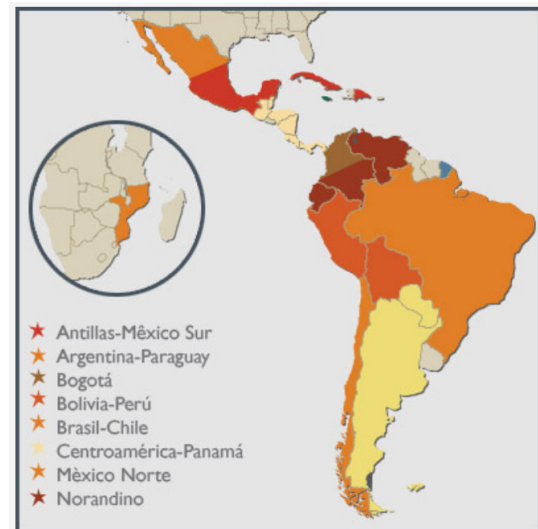 Antillas-Mêxico Sur
Argentina-Paraguay
Bogotá
Bolivia-Perú
Brasil-Chile
Centroamérica-Panamá
Mèxico Norte
Norandino